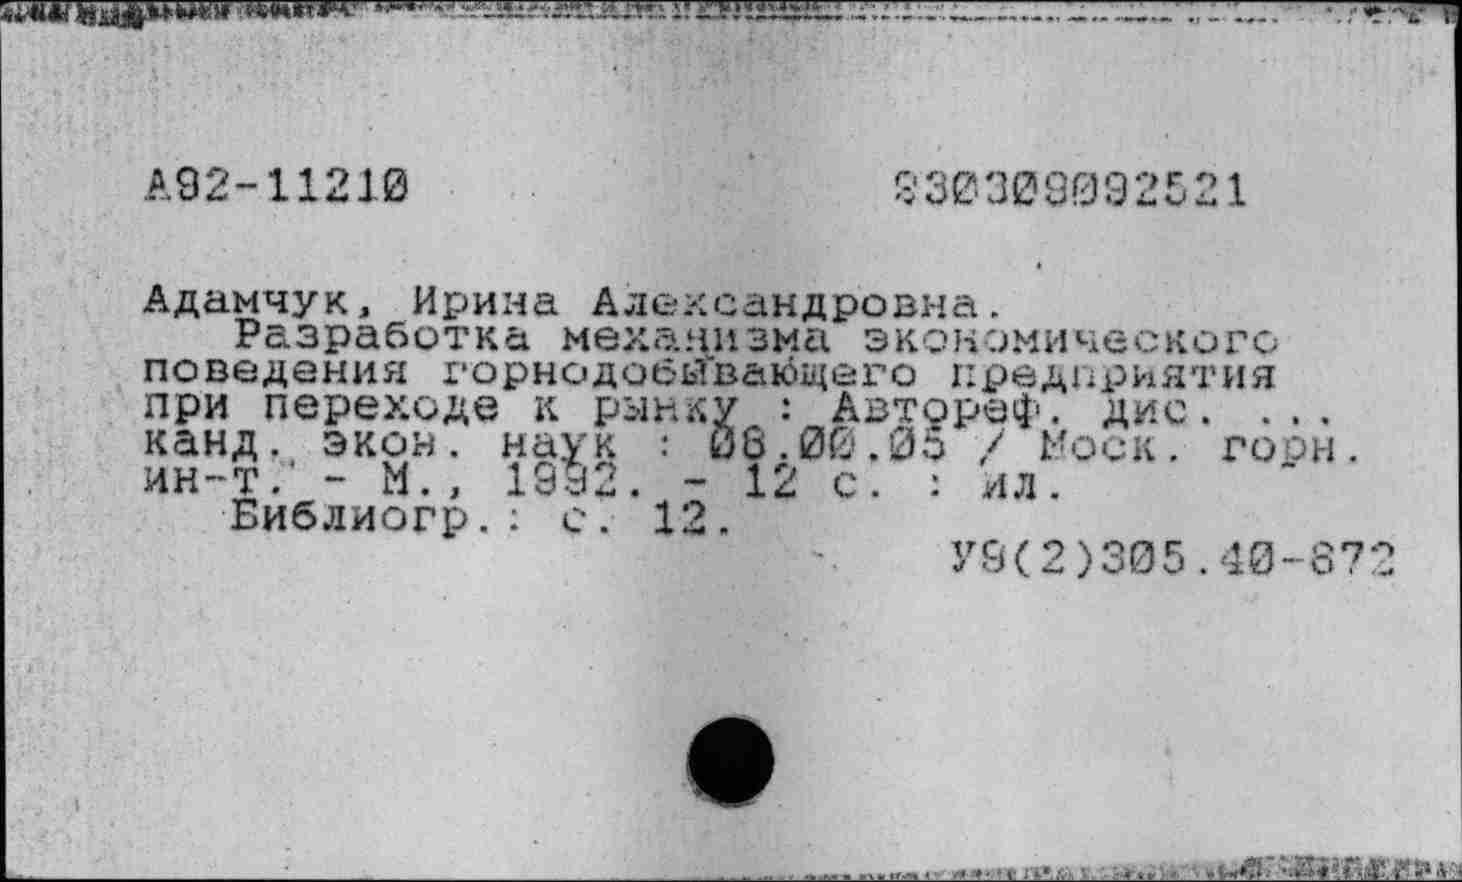 А92-11210
930309092521
Адамчук, Ирина Александровна.
Разработка механизма экономического
поведения горнодобывающего предприятия
при переходе к рынку : Автореф. дис. ...
канд. экон. наук : 08.00.05 / Моск. горн.
ин-т. - М., 1992. - 12 с. : ил.
Библиогр.: с. 12.
У9(2)305.40-872